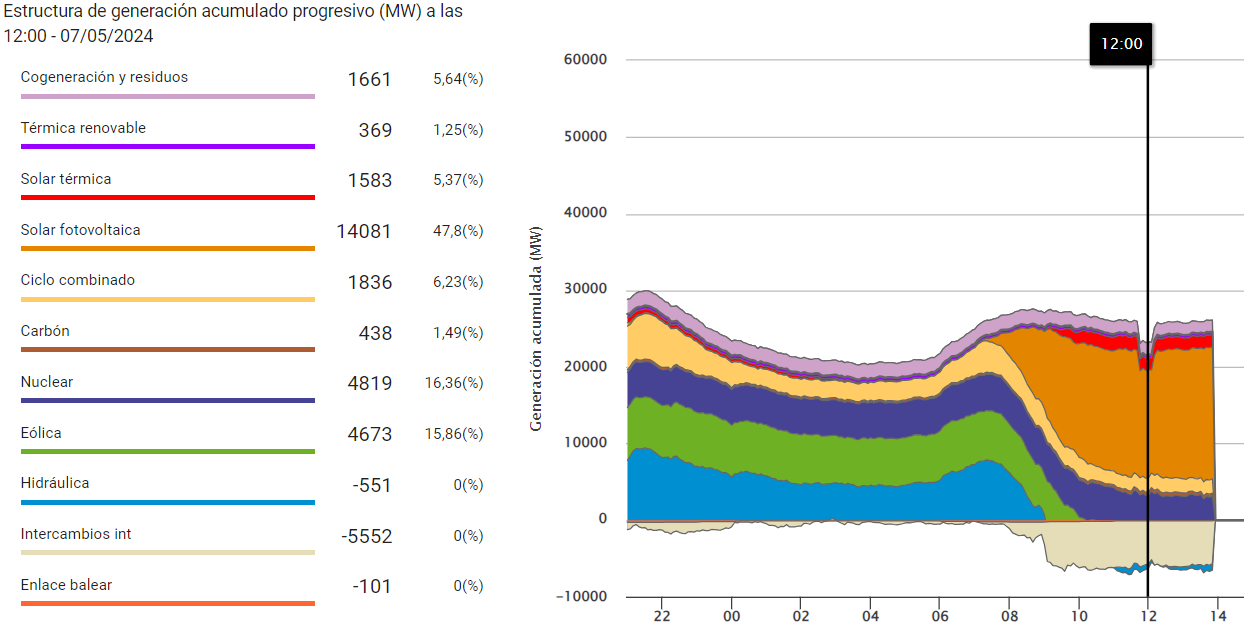 Estructura de generación acumulado progresivo (MW) a las
12:00 - 07/05/2024
Cogeneración y residuos 1661 5,64(%)
Térmica renovable 369 1,25(%)
Solar térmica 1583 5,37(%)
Solar fotovoltaica 14081 47,8(%)
Ciclo combinado 1836 6,23(%)
Carbón 438 1,49(%)
Nuclear 4819 16,36(%)
Eólica 4673 15,86(%)
Hidráulica -551 0(%)
Intercambios int -5552 0(%)
Enlace balear -101 0(%)
12:00
Generación acumulada (MW)
60000
50000
40000
30000
20000
10000
0
-10000
22 00 02 04 06 08 10 12 14